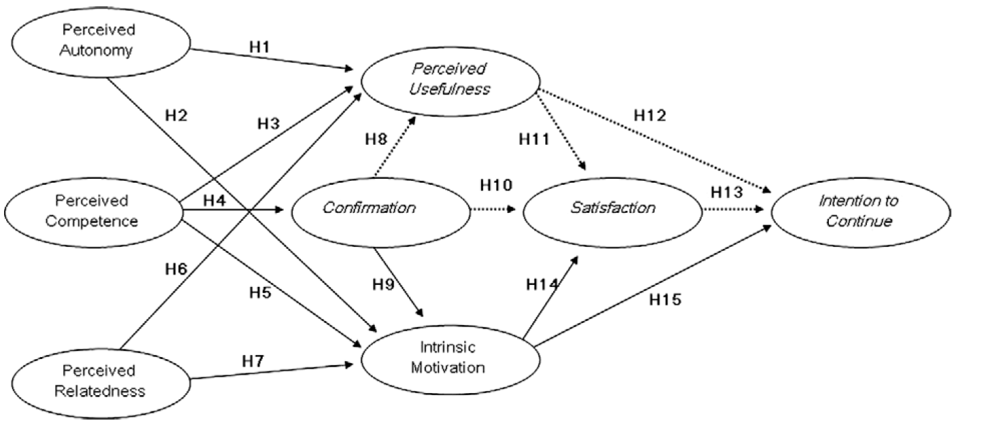 Perceived
Autonomy
H1
Perceived
Usefulness
H2
H3
H12
H8
H11
Perceived
Competence
H4
Confirmation
H10
Satisfaction
H13
Intention to
Continue
H6
H5
H9
H14
H15
Perceived
Relatedness
H7
Intrinsic
Motivation